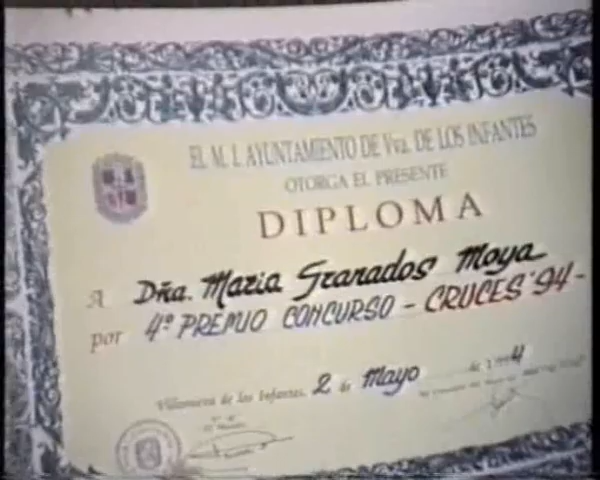 EL M. I. AYUNTAMIENTO DE Vva. DE LOS INFANTES
OTORGA EL PRESENTE
DIPLOMA
A Dña. Maria Granados Moya
por 4º PREMIO CONCURSO - CRUCES '94 -
Villanueva de los Infantes, 2 de Mayo de 1994